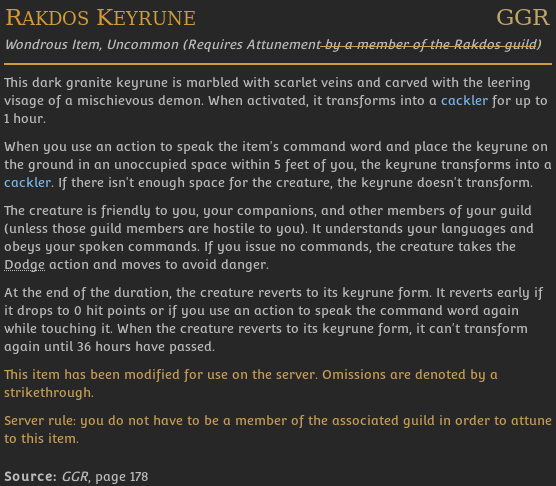 Rakdos Keyrune GGR
Wondrous Item, Uncommon (Requires Attunement by a member of the Rakdos guild)
This dark granite keyrune is marbled with scarlet veins and carved with the leering
visage of a mischievous demon. When activated, it transforms into a cackler for up to
1 hour.
When you use an action to speak the item's command word and place the keyrune on
the ground in an unoccupied space within 5 feet of you, the keyrune transforms into a
cackler. If there isn't enough space for the creature, the keyrune doesn't transform.
The creature is friendly to you, your companions, and other members of your guild
(unless those guild members are hostile to you). It understands your languages and
obeys your spoken commands. If you issue no commands, the creature takes the
Dodge action and moves to avoid danger.
At the end of the duration, the creature reverts to its keyrune form. It reverts early if
it drops to 0 hit points or if you use an action to speak the command word again
while touching it. When the creature reverts to its keyrune form, it can't transform
again until 36 hours have passed.
This item has been modified for use on the server. Omissions are denoted by a
strikethrough.
Server rule: you do not have to be a member of the associated guild in order to attune
to this item.
Source: GGR, page 178